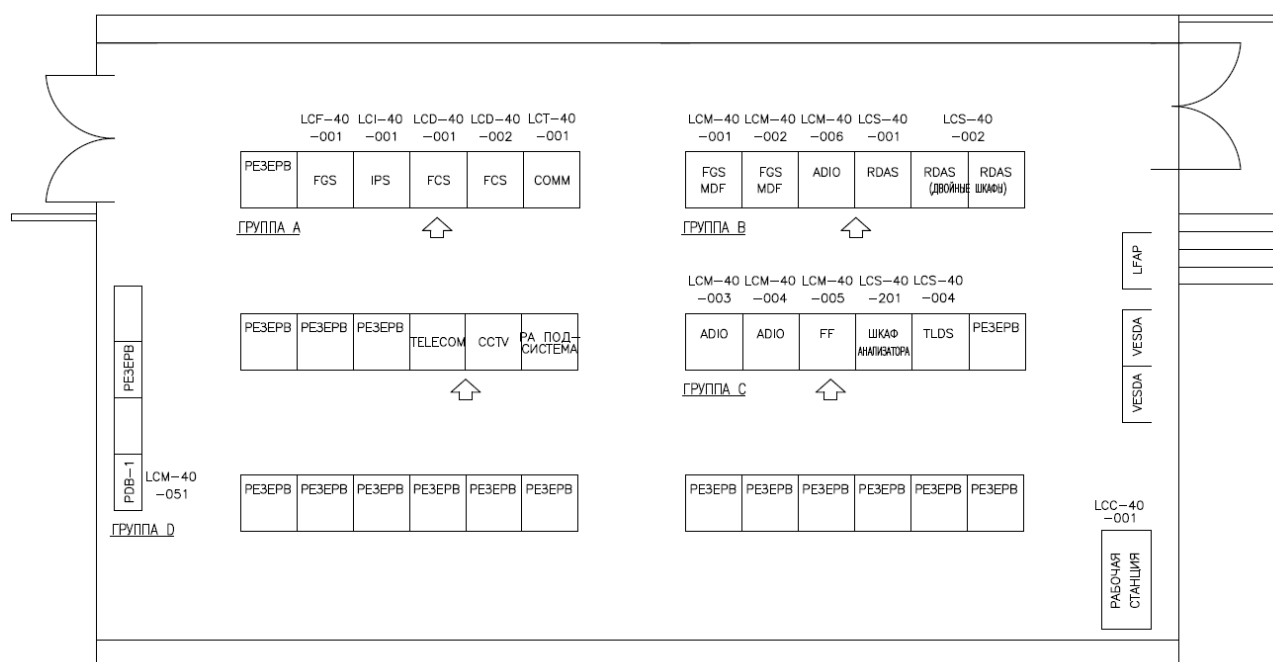 LCF-40 LCI-40 LCD-40 LCD-40 LCT-40
-001 -001 -001 -002 -001
РЕЗЕРВ
FGS IPS FCS FCS COMM
ГРУППА А
LCM-40 LCM-40 LCM-40 LCS-40 LCS-40
-001 -002 -006 -001 -002
FGS FGS ADIO RDAS RDAS RDAS
MDF MDF (ДВОЙНЫЕ ШКАФЫ)
ГРУППА В
LFAP
VESDA
VESDA
РЕЗЕРВ РЕЗЕРВ РЕЗЕРВ TELECOM CCTV РА ПОД-
СИСТЕМА
LCM-40 LCM-40 LCM-40 LCS-40 LCS-40
-003 -004 -005 -201 -004
ADIO ADIO FF ШКАФ TLDS РЕЗЕРВ
АНАЛИЗАТОРА
ГРУППА С
РЕЗЕРВ
PDB-1
LCM-40
-051
ГРУППА D
РЕЗЕРВ РЕЗЕРВ РЕЗЕРВ РЕЗЕРВ РЕЗЕРВ РЕЗЕРВ
РЕЗЕРВ РЕЗЕРВ РЕЗЕРВ РЕЗЕРВ РЕЗЕРВ РЕЗЕРВ
LCC-40
-001
РАБОЧАЯ
СТАНЦИЯ